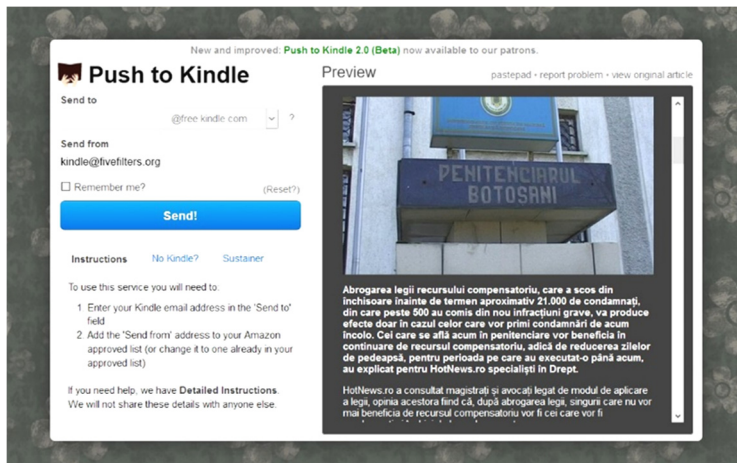 New and improved: Push to Kindle 2.0 (Beta) now available to our patrons.
Push to Kindle
Send to
@free.kindle.com
?
Send from
kindle@fivefilters.org
Remember me?
(Reset?)
Send!
Instructions
No Kindle?
Sustainer
To use this service you will need to:
1 Enter your Kindle email address in the 'Send to'
field
2 Add the 'Send from' address to your Amazon
approved list (or change it to one already in your
approved list)
If you need help, we have Detailed Instructions.
We will not share these details with anyone else.
Preview
pastepad • report problem • view original article
PENITENCIARUL
BOTOSANI
Abrogarea legii recursului compensatoriu, care a scos din
închisoare înainte de termen aproximativ 21.000 de condamnați,
din care peste 500 au comis din nou infracțiuni grave, va produce
efecte doar în cazul celor care vor primi condamnări de acum
încolo. Cei care se află acum în penitenciare vor beneficia în
continuare de recursul compensatoriu, adică de reducerea zilelor
de pedeapsă, pentru perioada pe care au executat-o până acum,
au explicat pentru HotNews.ro specialiști în Drept.
HotNews.ro a consultat magistrați și avocați legat de modul de aplicare
a legii, opinia acestora fiind că, după abrogarea legii, singurii care nu vor
mai beneficia de recursul compensatoriu vor fi cei care vor fi